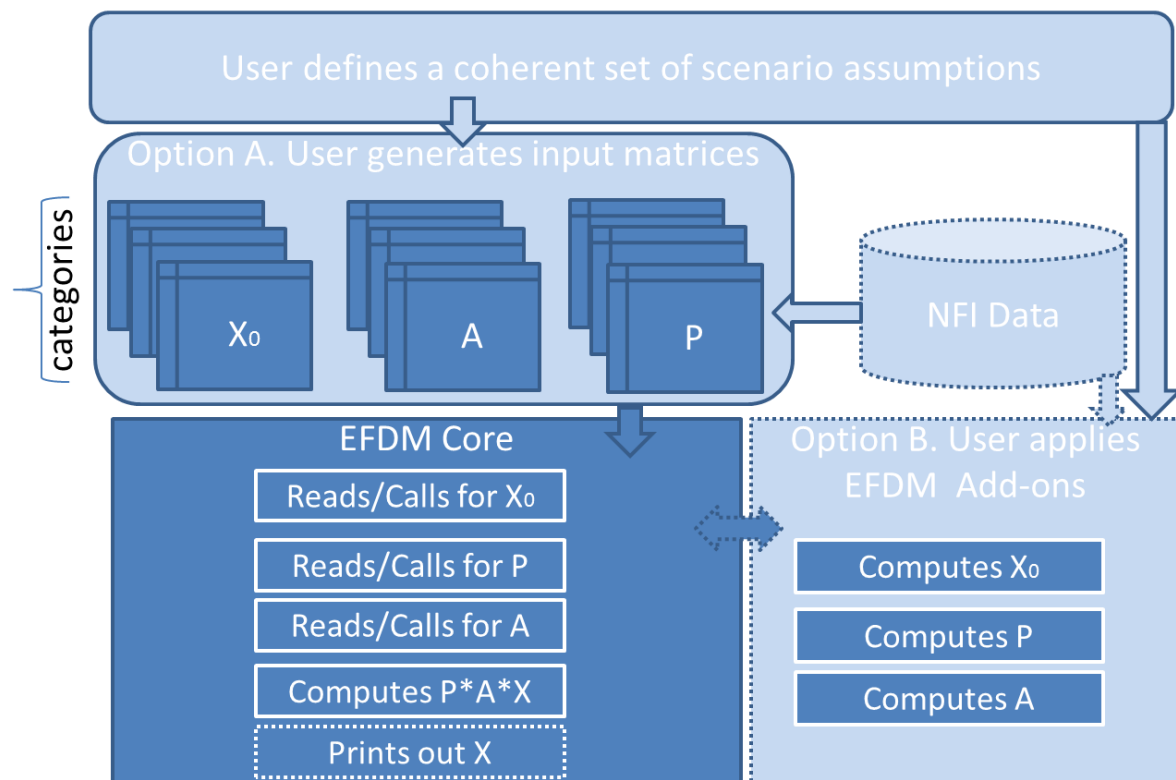 User defines a coherent set of scenario assumptions
Option A. User generates input matrices
categories
X₀
A
P
NFI Data
EFDM Core
Reads/Calls for X₀
Reads/Calls for P
Reads/Calls for A
Computes P*A*X
Prints out X
Option B. User applies
EFDM Add-ons
Computes X₀
Computes P
Computes A